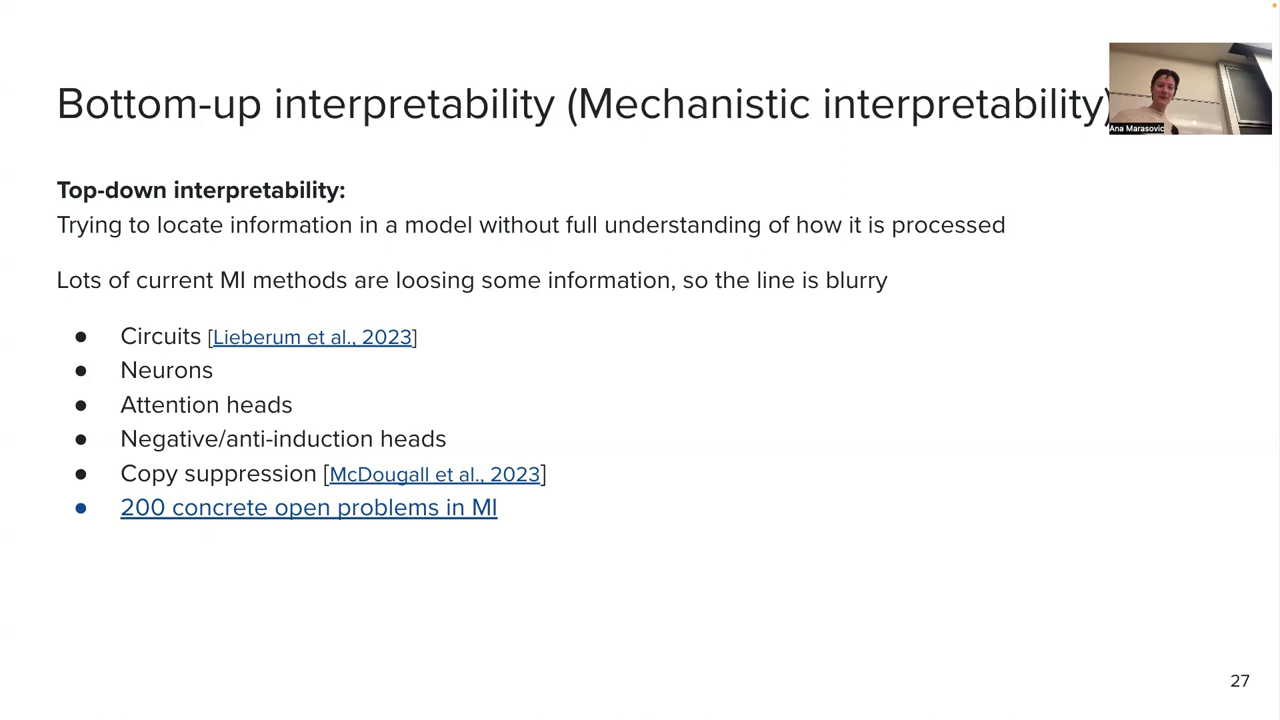 Bottom-up interpretability (Mechanistic interpretability)
Ana Marasovic
Top-down interpretability:
Trying to locate information in a model without full understanding of how it is processed
Lots of current MI methods are loosing some information, so the line is blurry
● Circuits [Lieberum et al., 2023]
● Neurons
● Attention heads
● Negative/anti-induction heads
● Copy suppression [McDougall et al., 2023]
● 200 concrete open problems in MI
27